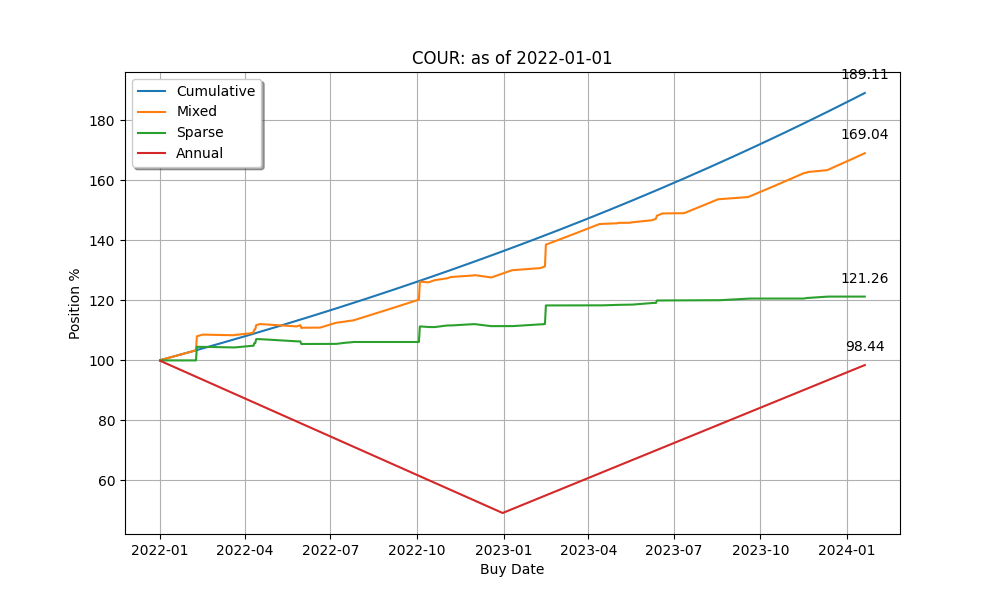 COUR: as of 2022-01-01
Cumulative
Mixed
Sparse
Annual
189.11
169.04
121.26
98.44
Position %
180
160
140
120
100
80
60
2022-01 2022-04 2022-07 2022-10 2023-01 2023-04 2023-07 2023-10 2024-01
Buy Date